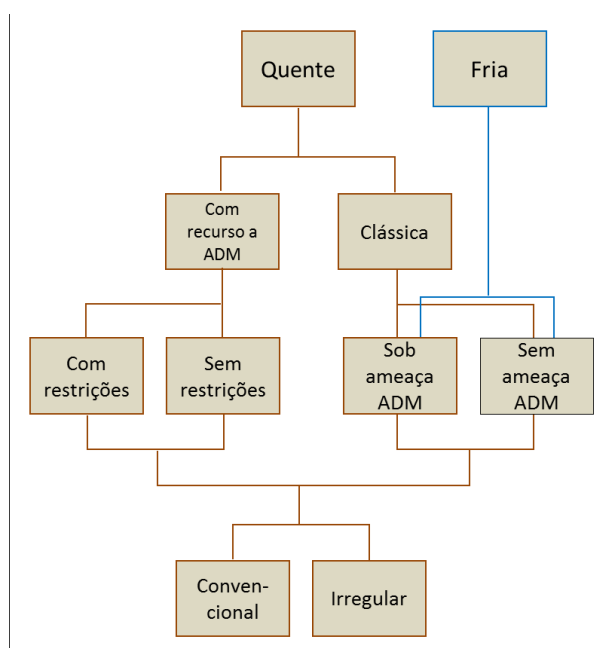 Quente
Fria
Com
recurso a
ADM
Clássica
Com
restrições
Sem
restrições
Sob
ameaça
ADM
Sem
ameaça
ADM
Conven-
cional
Irregular